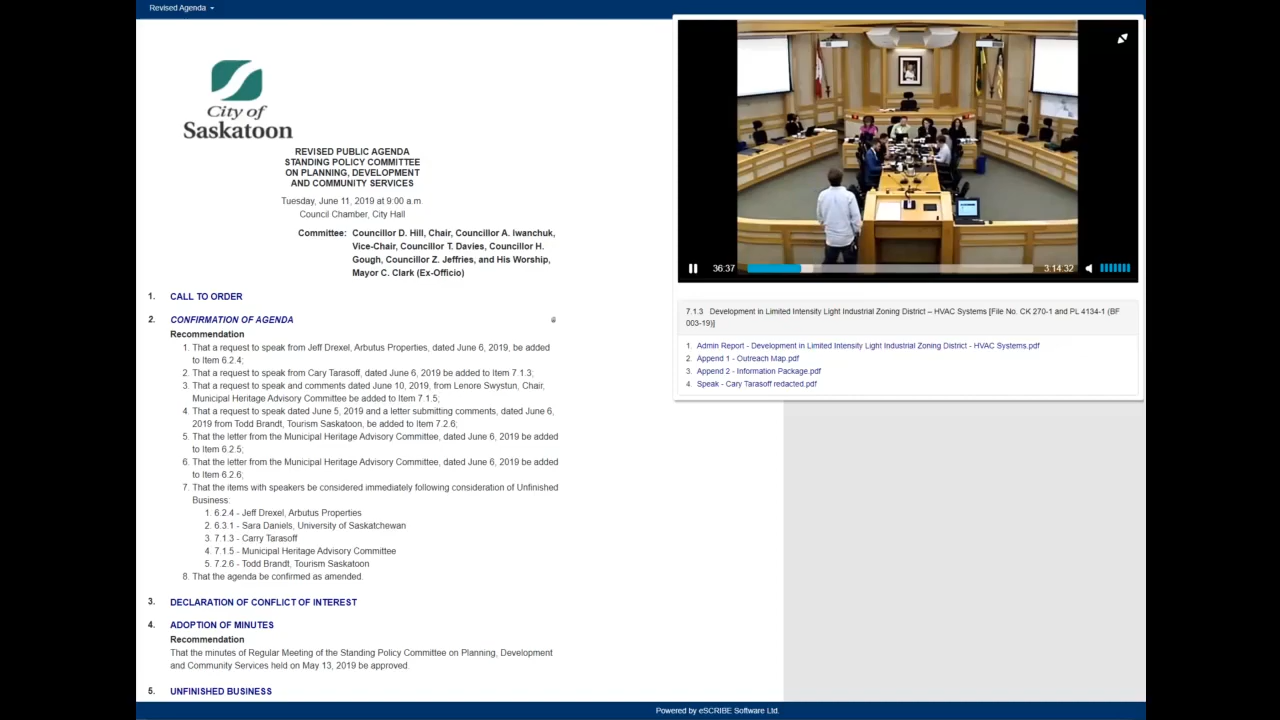 Revised Agenda
City of
Saskatoon
REVISED PUBLIC AGENDA
STANDING POLICY COMMITTEE
ON PLANNING, DEVELOPMENT
AND COMMUNITY SERVICES
Tuesday, June 11, 2019 at 9:00 a.m.
Council Chamber, City Hall
Committee: Councillor D. Hill, Chair, Councillor A. Iwanchuk,
Vice-Chair, Councillor T. Davies, Councillor H.
Gough, Councillor Z. Jeffries, and His Worship,
Mayor C. Clark (Ex-Officio)
1. CALL TO ORDER
2. CONFIRMATION OF AGENDA
Recommendation
1. That a request to speak from Jeff Drexel, Arbutus Properties, dated June 6, 2019, be added
to Item 6.2.4;
2. That a request to speak from Cary Tarasoff, dated June 6, 2019 be added to Item 7.1.3;
3. That a request to speak and comments dated June 10, 2019, from Lenore Swystun, Chair,
Municipal Heritage Advisory Committee be added to Item 7.1.5;
4. That a request to speak dated June 5, 2019 and a letter submitting comments, dated June 6,
2019 from Todd Brandt, Tourism Saskatoon, be added to Item 7.2.6;
5. That the letter from the Municipal Heritage Advisory Committee, dated June 6, 2019 be added
to Item 6.2.5;
6. That the letter from the Municipal Heritage Advisory Committee, dated June 6, 2019 be added
to Item 6.2.6;
7. That the items with speakers be considered immediately following consideration of Unfinished
Business:
1. 6.2.4 - Jeff Drexel, Arbutus Properties
2. 6.3.1 - Sara Daniels, University of Saskatchewan
3. 7.1.3 - Carry Tarasoff
4. 7.1.5 - Municipal Heritage Advisory Committee
5. 7.2.6 - Todd Brandt, Tourism Saskatoon
8. That the agenda be confirmed as amended.
3. DECLARATION OF CONFLICT OF INTEREST
4. ADOPTION OF MINUTES
Recommendation
That the minutes of Regular Meeting of the Standing Policy Committee on Planning, Development
and Community Services held on May 13, 2019 be approved.
5. UNFINISHED BUSINESS
36:37
3:14:32
7.1.3 Development in Limited Intensity Light Industrial Zoning District – HVAC Systems [File No. CK 270-1 and PL 4134-1 (BF
003-19)]
1. Admin Report - Development in Limited Intensity Light Industrial Zoning District - HVAC Systems.pdf
2. Append 1 - Outreach Map.pdf
3. Append 2 - Information Package.pdf
4. Speak - Cary Tarasoff redacted.pdf
Powered by eSCRIBE Software Ltd.